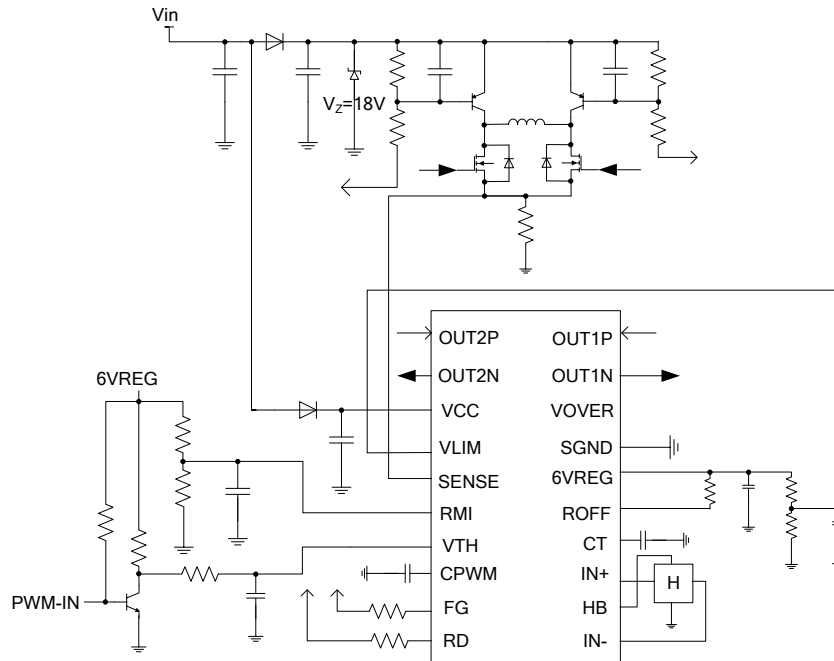 Vin
VZ=18V
OUT2P OUT1P
6VREG
OUT2N OUT1N
VCC VOVER
VLIM SGND
SENSE 6VREG
RMI ROFF
VTH CT
CPWM IN+
H
PWM-IN
FG HB
RD IN-